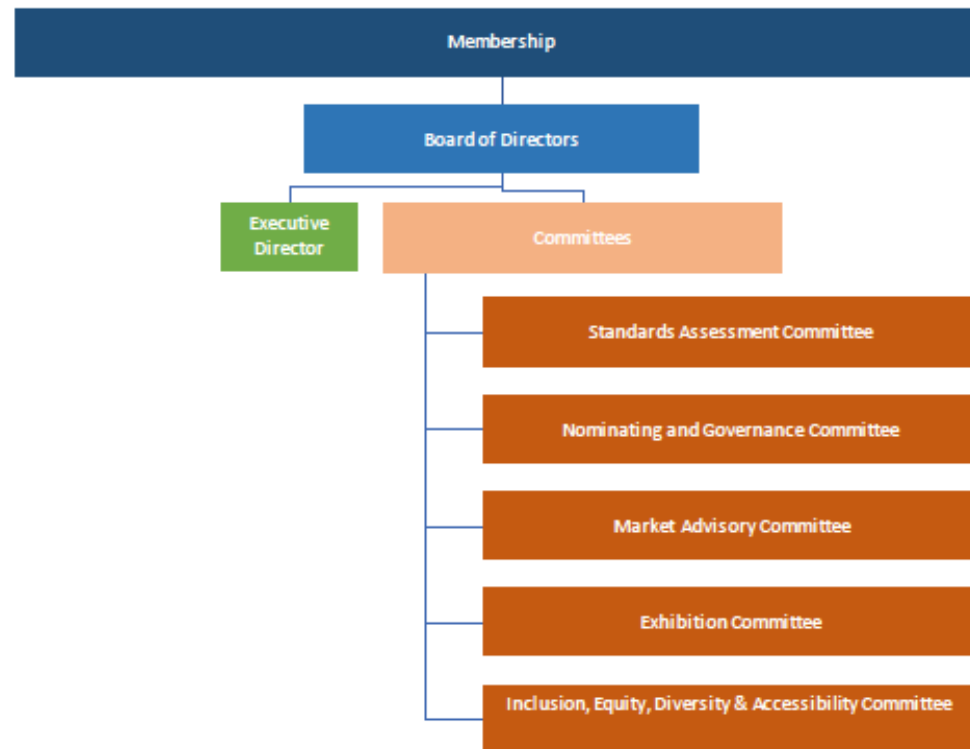 Membership
Board of Directors
Executive
Director
Committees
Standards Assessment Committee
Nominating and Governance Committee
Market Advisory Committee
Exhibition Committee
Inclusion, Equity, Diversity & Accessibility Committee